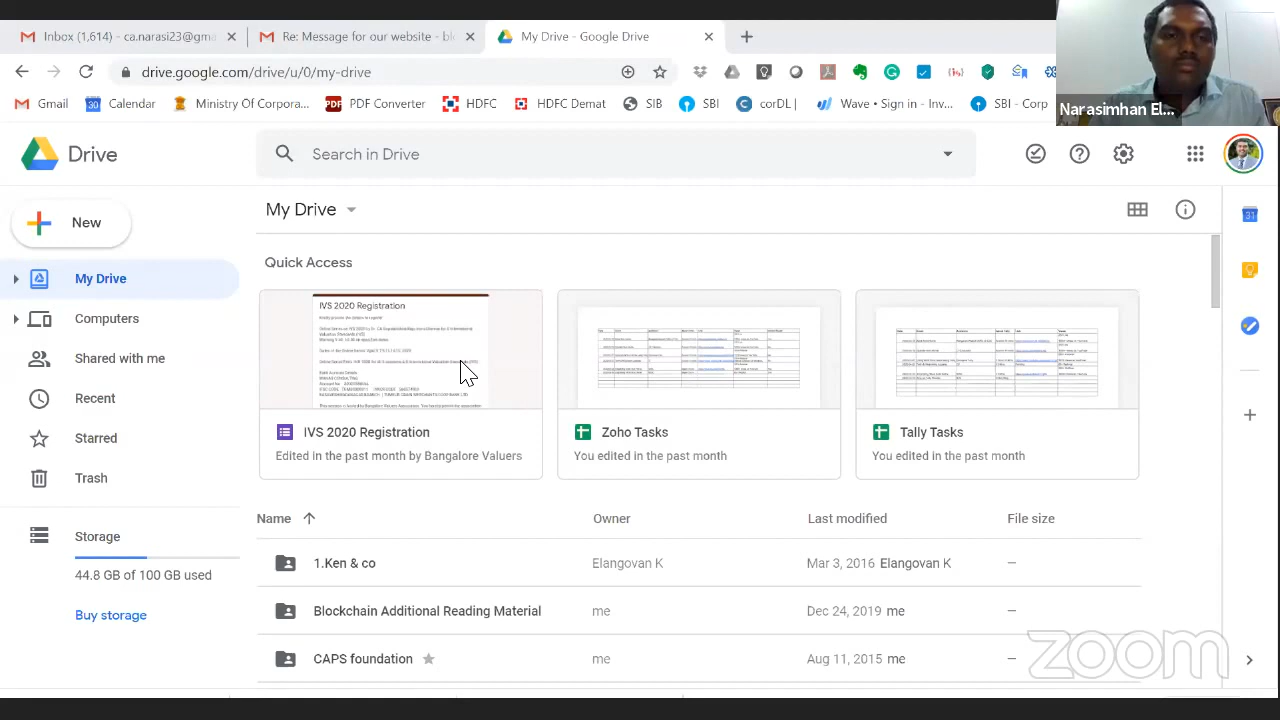 Inbox (1,614) - ca.narasi23@gma
Re: Message for our website - blo
My Drive - Google Drive
drive.google.com/drive/u/0/my-drive
Gmail
Calendar
Ministry Of Corpora...
PDF Converter
HDFC
HDFC Demat
SIB
SBI
corDL |
Wave • Sign in - Inv...
SBI - Corp
Narasimhan El...
Drive
Search in Drive
New
My Drive
Computers
Shared with me
Recent
Starred
Trash
Storage
44.8 GB of 100 GB used
Buy storage
My Drive
Quick Access
IVS 2020 Registration
IVS 2020 Registration
Edited in the past month by Bangalore Valuers
Zoho Tasks
You edited in the past month
Tally Tasks
You edited in the past month
Name Owner Last modified File size
1.Ken & co Elangovan K Mar 3, 2016 Elangovan K –
Blockchain Additional Reading Material me Dec 24, 2019 me –
CAPS foundation me Aug 11, 2015 me –
zoom